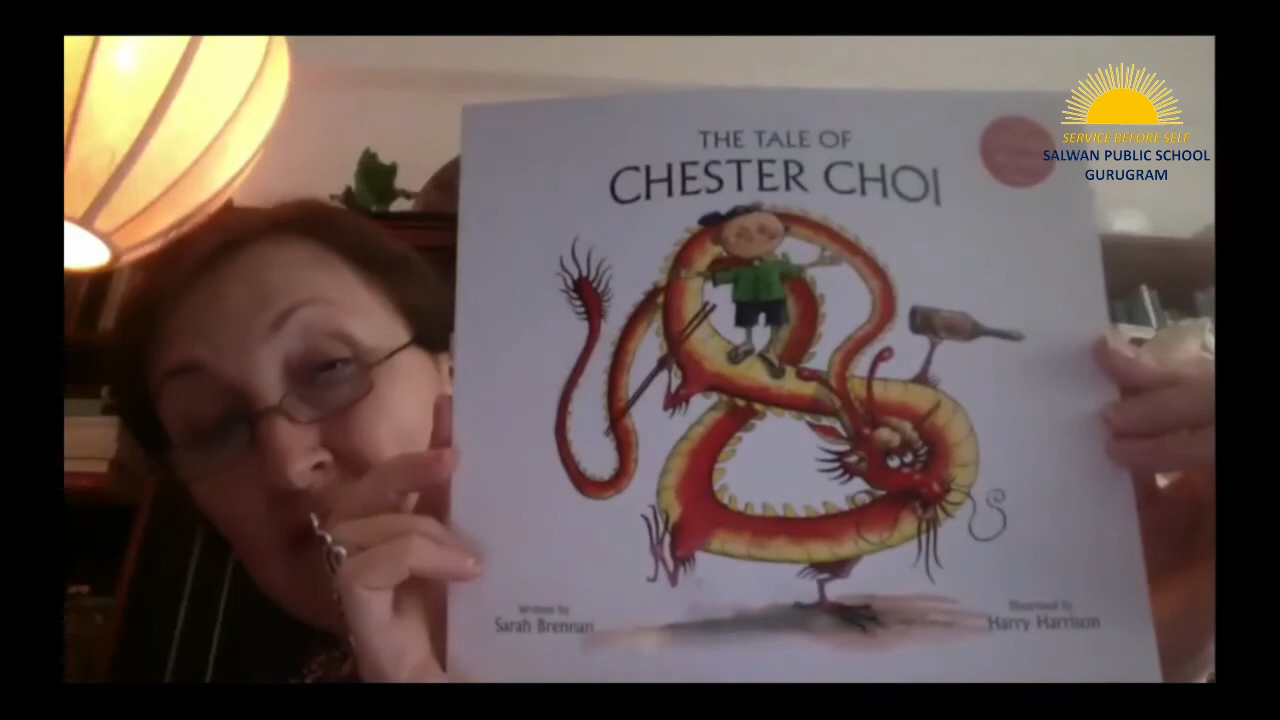 THE TALE OF
CHESTER CHOI
Written by
Sarah Brennan
Illustrated by
Harry Harrison
SERVICE BEFORE SELF
SALWAN PUBLIC SCHOOL
GURUGRAM